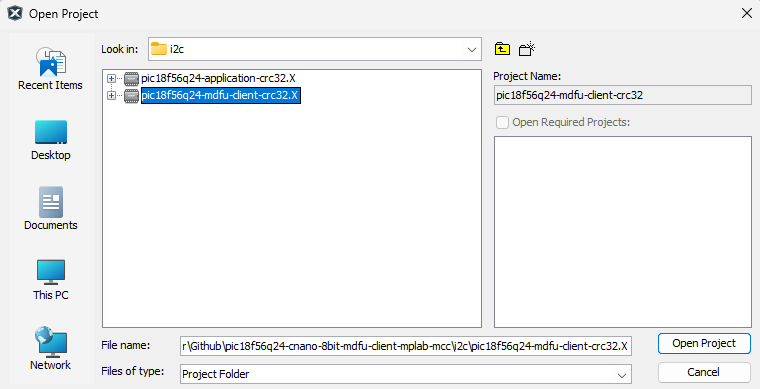 Open Project
Look in: i2c
Recent Items
Desktop
Documents
This PC
Network
pic18f56q24-application-crc32.X
pic18f56q24-mdfu-client-crc32.X
Project Name:
pic18f56q24-mdfu-client-crc32
Open Required Projects:
File name: r\Github\pic18f56q24-cnano-8bit-mdfu-client-mplab-mcc\i2c\pic18f56q24-mdfu-client-crc32.X
Open Project
Files of type: Project Folder
Cancel